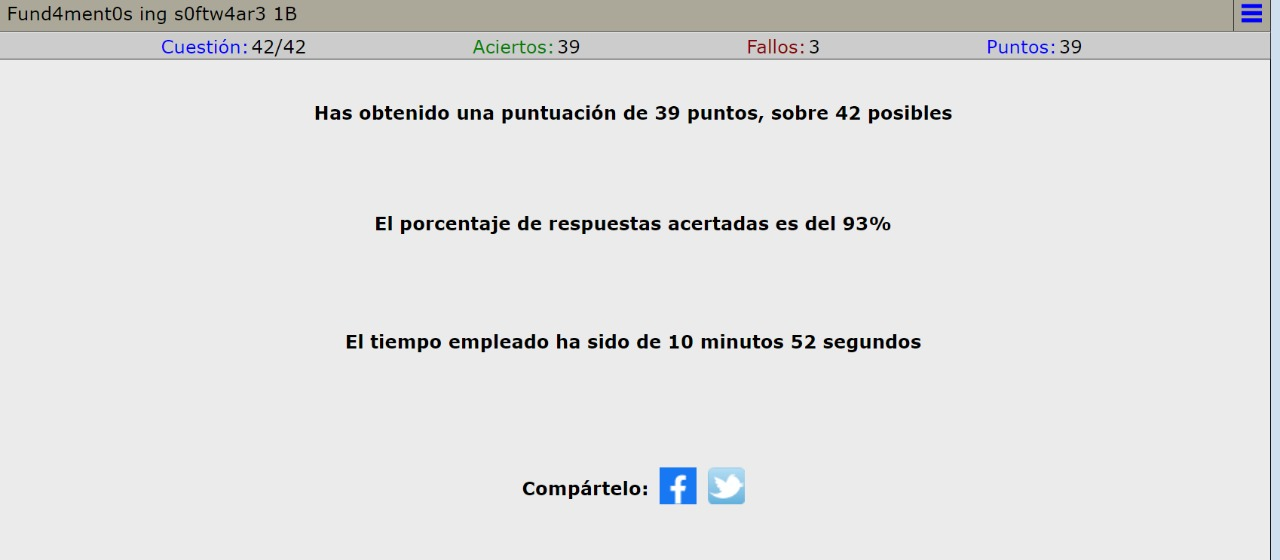 Fund4ment0s ing s0ftw4ar3 1B
Cuestión: 42/42 Aciertos: 39 Fallos: 3 Puntos: 39
Has obtenido una puntuación de 39 puntos, sobre 42 posibles
El porcentaje de respuestas acertadas es del 93%
El tiempo empleado ha sido de 10 minutos 52 segundos
Compártelo: